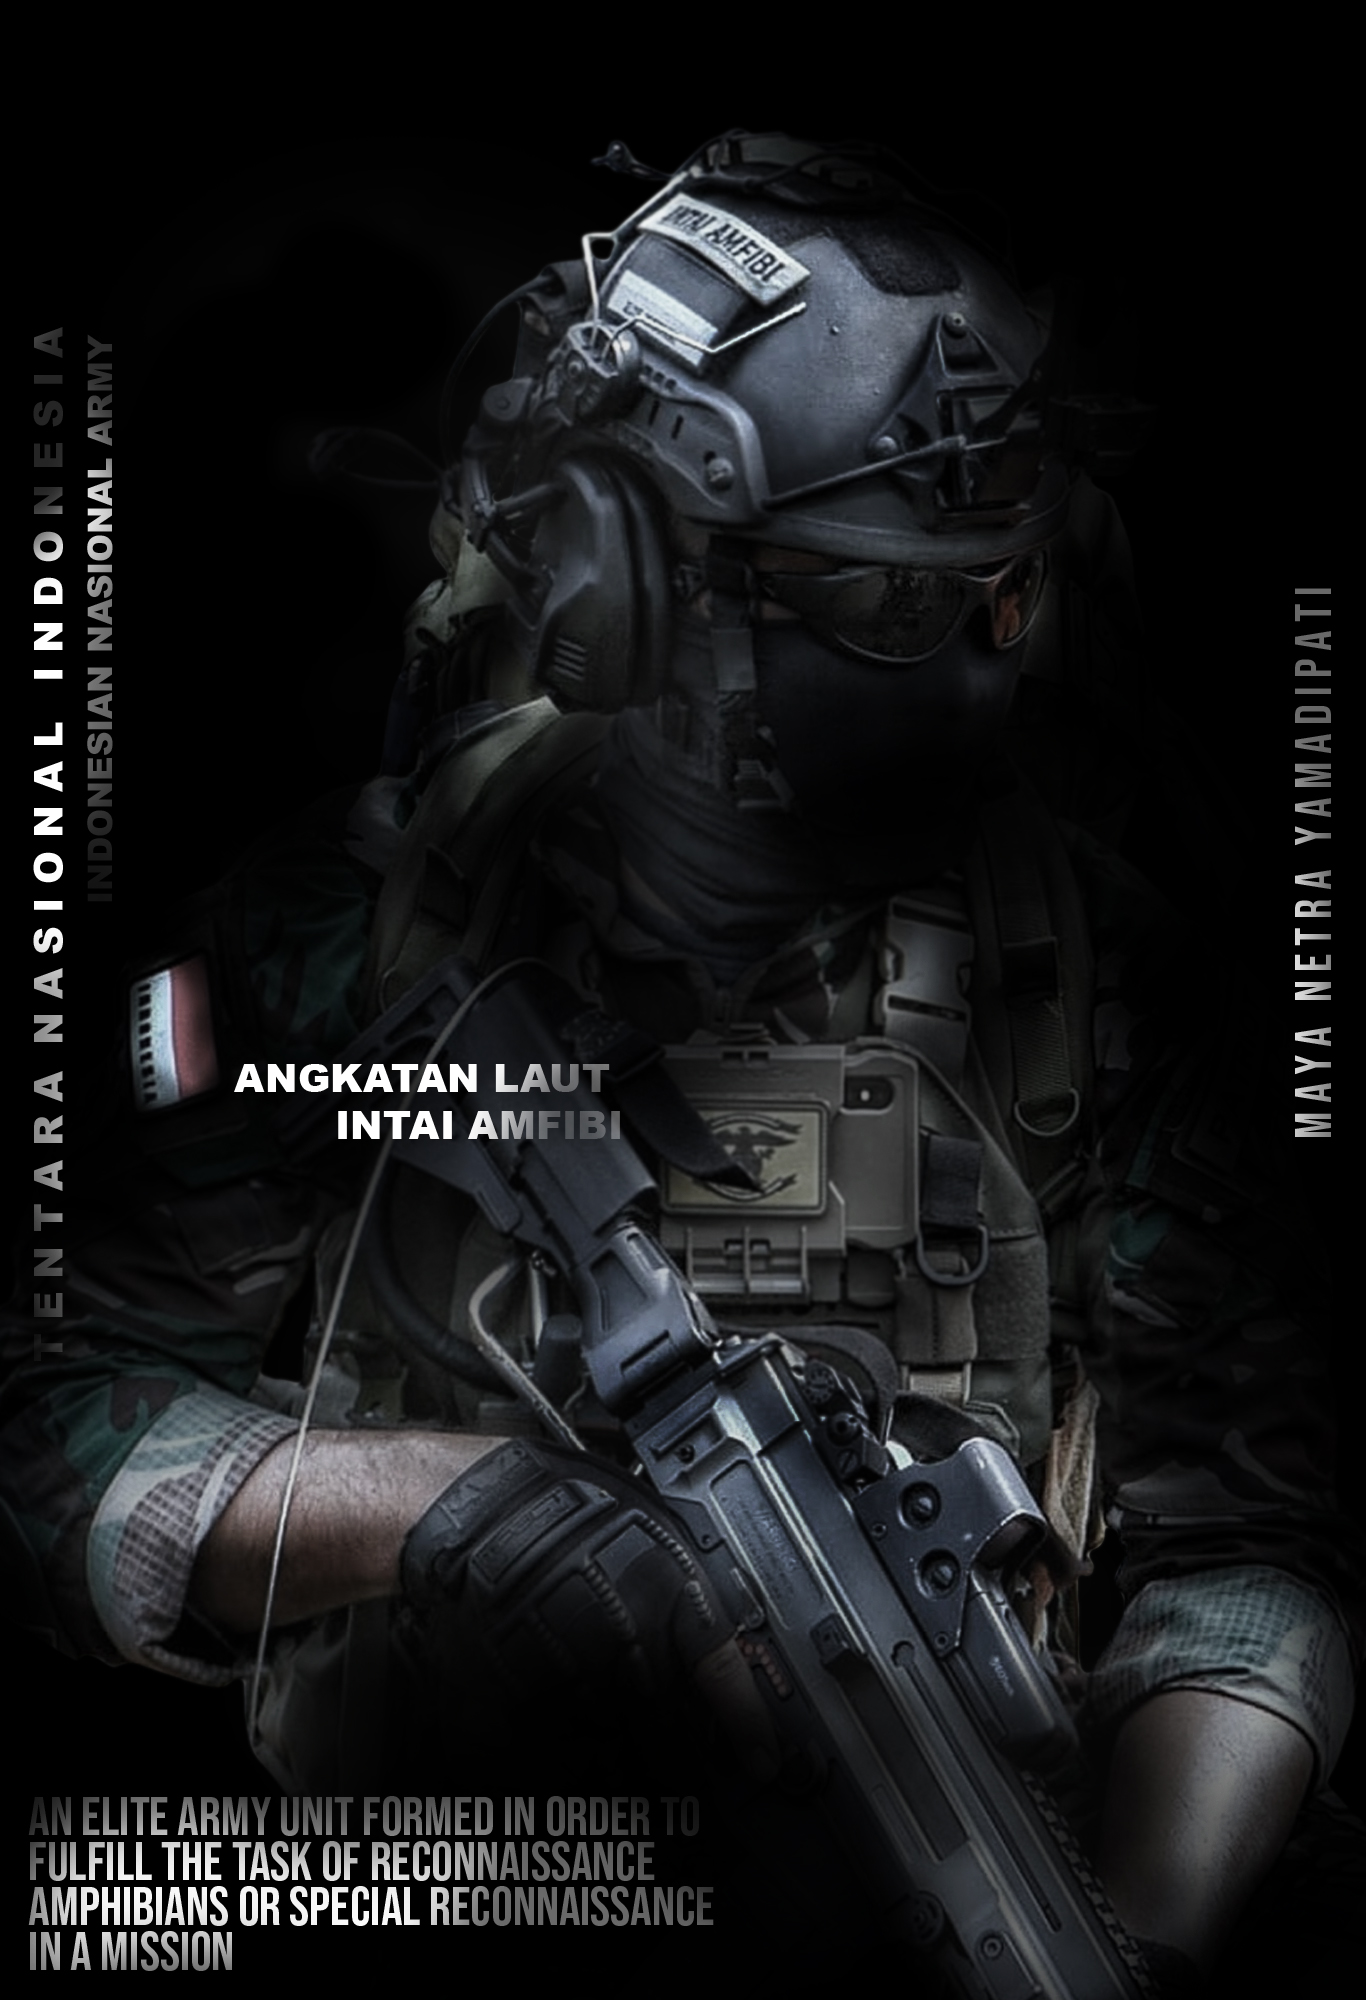 INTAI AMFIBI
TENTARA NASIONAL INDONESIA
INDONESIAN NASIONAL ARMY
MAYA NETRA YAMADIPATI
ANGKATAN LAUT
INTAI AMFIBI
AN ELITE ARMY UNIT FORMED IN ORDER TO
FULFILL THE TASK OF RECONNAISSANCE
AMPHIBIANS OR SPECIAL RECONNAISSANCE
IN A MISSION